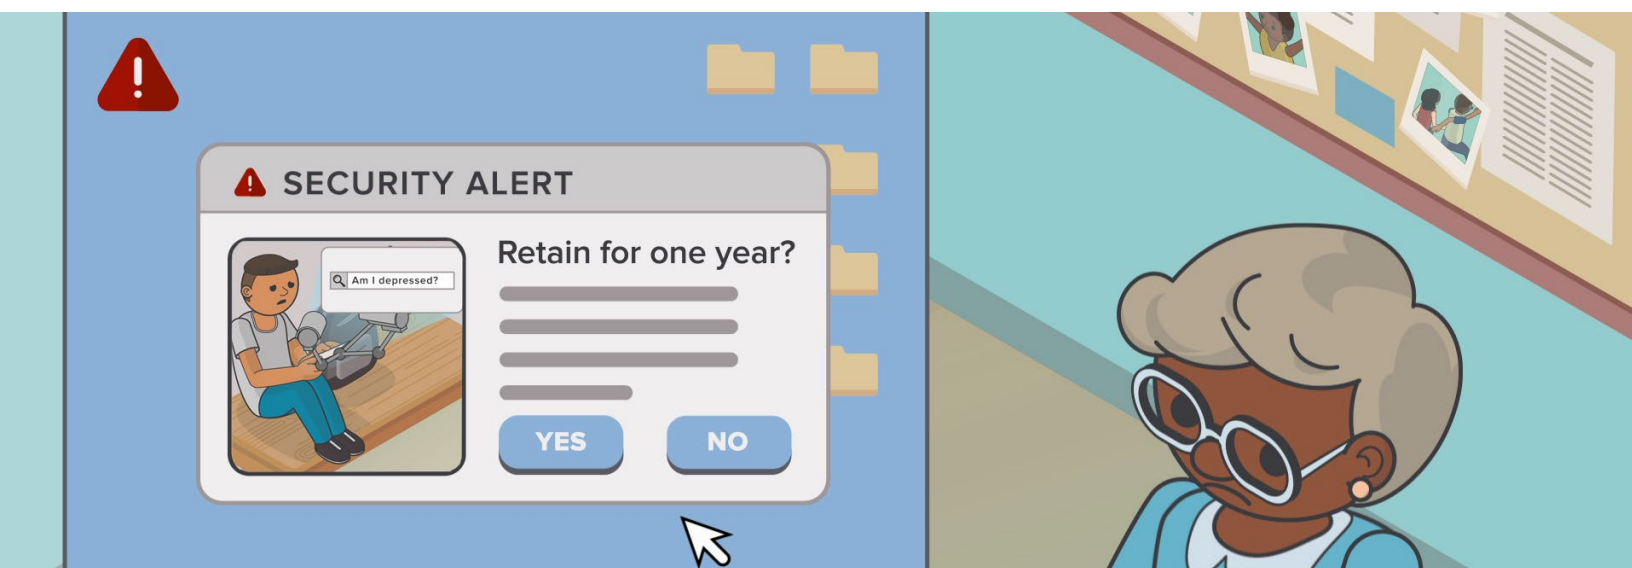 SECURITY ALERT
Retain for one year?
Am I depressed?
YES
NO